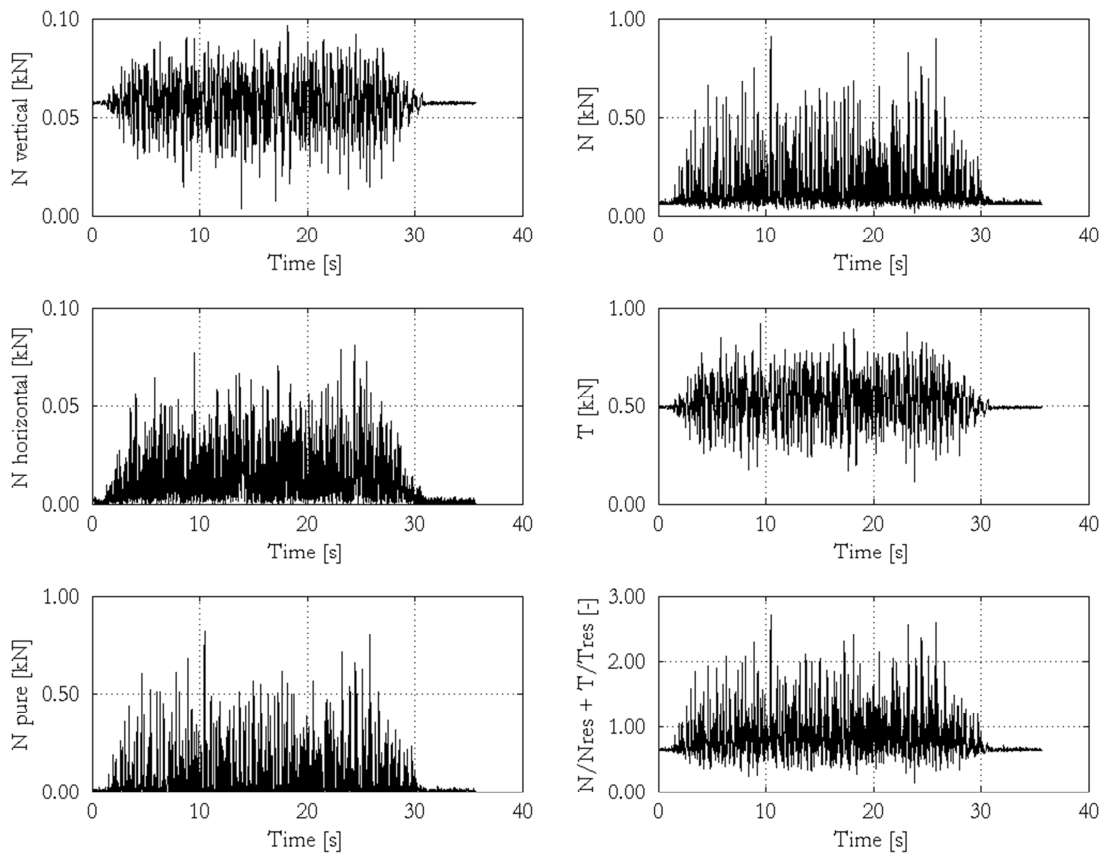 0.10
0.05
0.00
N vertical [kN]
0 10 20 30 40
Time [s]
1.00
0.50
0.00
N [kN]
0 10 20 30 40
Time [s]
0.10
0.05
0.00
N horizontal [kN]
0 10 20 30 40
Time [s]
1.00
0.50
0.00
T [kN]
0 10 20 30 40
Time [s]
1.00
0.50
0.00
N pure [kN]
0 10 20 30 40
Time [s]
3.00
2.00
1.00
0.00
N/Nres + T/Tres [-]
0 10 20 30 40
Time [s]